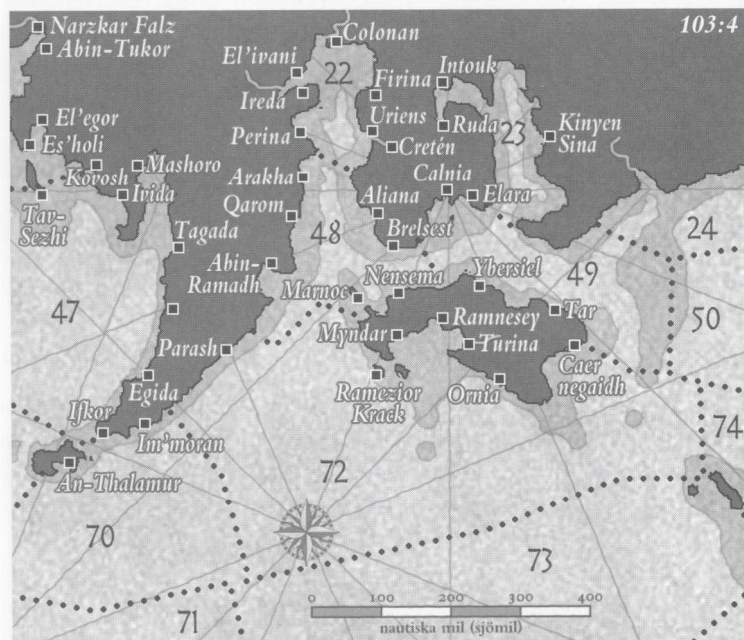 103:4
Narzkar Falz
Abin-Tukor
Colonan
El'ivani
22
Firina
Intouk
Ireda
El'egor
Uriens
Ruda
23
Kinyen
Sina
Es'holi
Perina
Cretén
Kovosh
Mashoro
Arakha
Calnia
Ivida
Elara
Tav-
Sezhi
Qarom
Aliana
24
48
Brelsest
Tagada
Abin-
Ramadh
49
Nensema
Ybersiel
Marnoc
47
Ramnesey
Tar
50
Myndar
Turina
Parash
Caer
negaidh
Egida
Ramezior
Krack
Ornia
Ifkor
Im'moran
74
An-Thalamur
72
70
73
71
0 100 200 300 400
nautiska mil (sjömil)